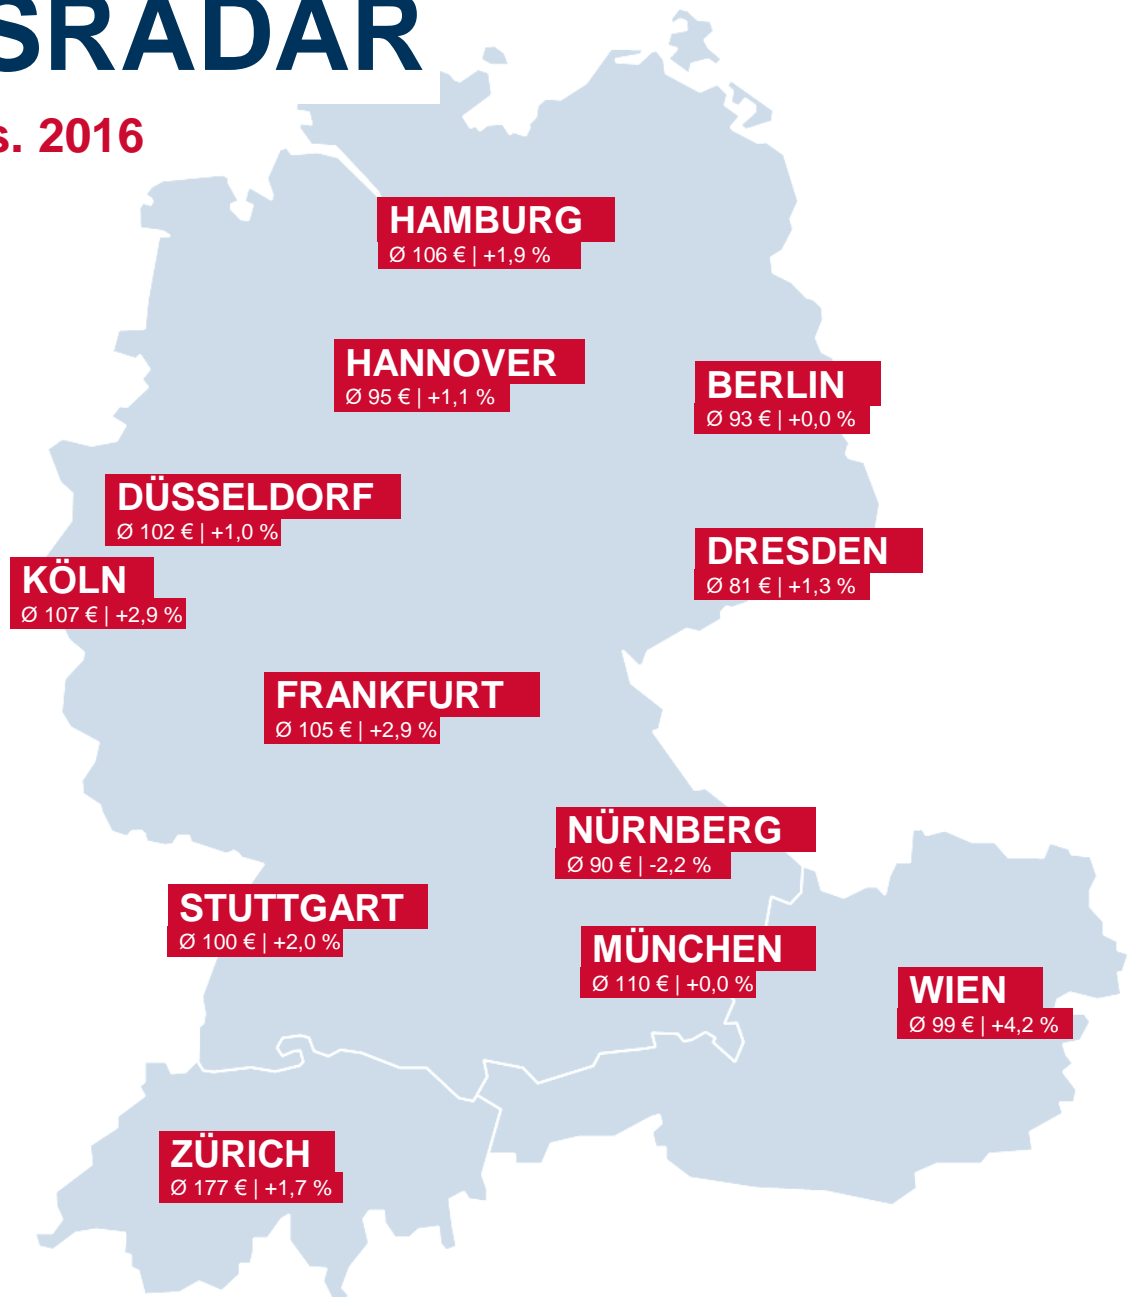 SRADAR
s. 2016
HAMBURG
Ø 106 € | +1,9 %
HANNOVER
Ø 95 € | +1,1 %
BERLIN
Ø 93 € | +0,0 %
DÜSSELDORF
Ø 102 € | +1,0 %
DRESDEN
Ø 81 € | +1,3 %
KÖLN
Ø 107 € | +2,9 %
FRANKFURT
Ø 105 € | +2,9 %
NÜRNBERG
Ø 90 € | -2,2 %
STUTTGART
Ø 100 € | +2,0 %
MÜNCHEN
Ø 110 € | +0,0 %
WIEN
Ø 99 € | +4,2 %
ZÜRICH
Ø 177 € | +1,7 %